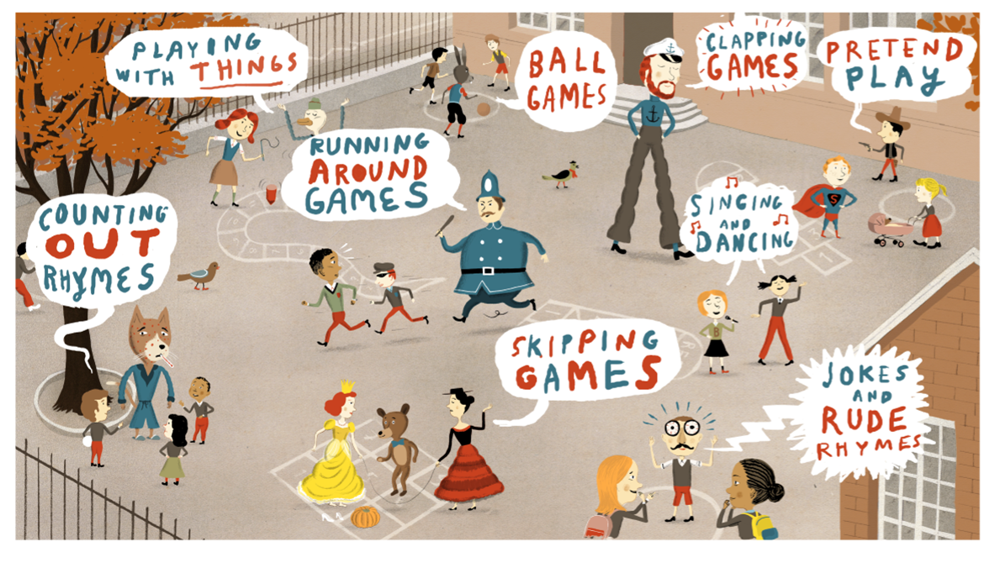 PLAYING
WITH THINGS
BALL
GAMES
CLAPPING
GAMES
PRETEND
PLAY
RUNNING
AROUND
GAMES
COUNTING
OUT
RHYMES
SINGING
AND
DANCING
S
SKIPPING
GAMES
B
JOKES
AND
RUDE
RHYMES
1